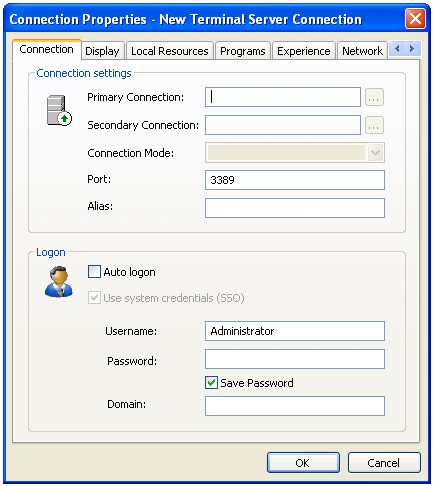 Connection Properties - New Terminal Server Connection
Connection Display Local Resources Programs Experience Network
Connection settings
Primary Connection: ...
Secondary Connection: ...
Connection Mode:
Port: 3389
Alias:
Logon
Auto logon
Use system credentials (SSO)
Username: Administrator
Password:
Save Password
Domain:
OK Cancel